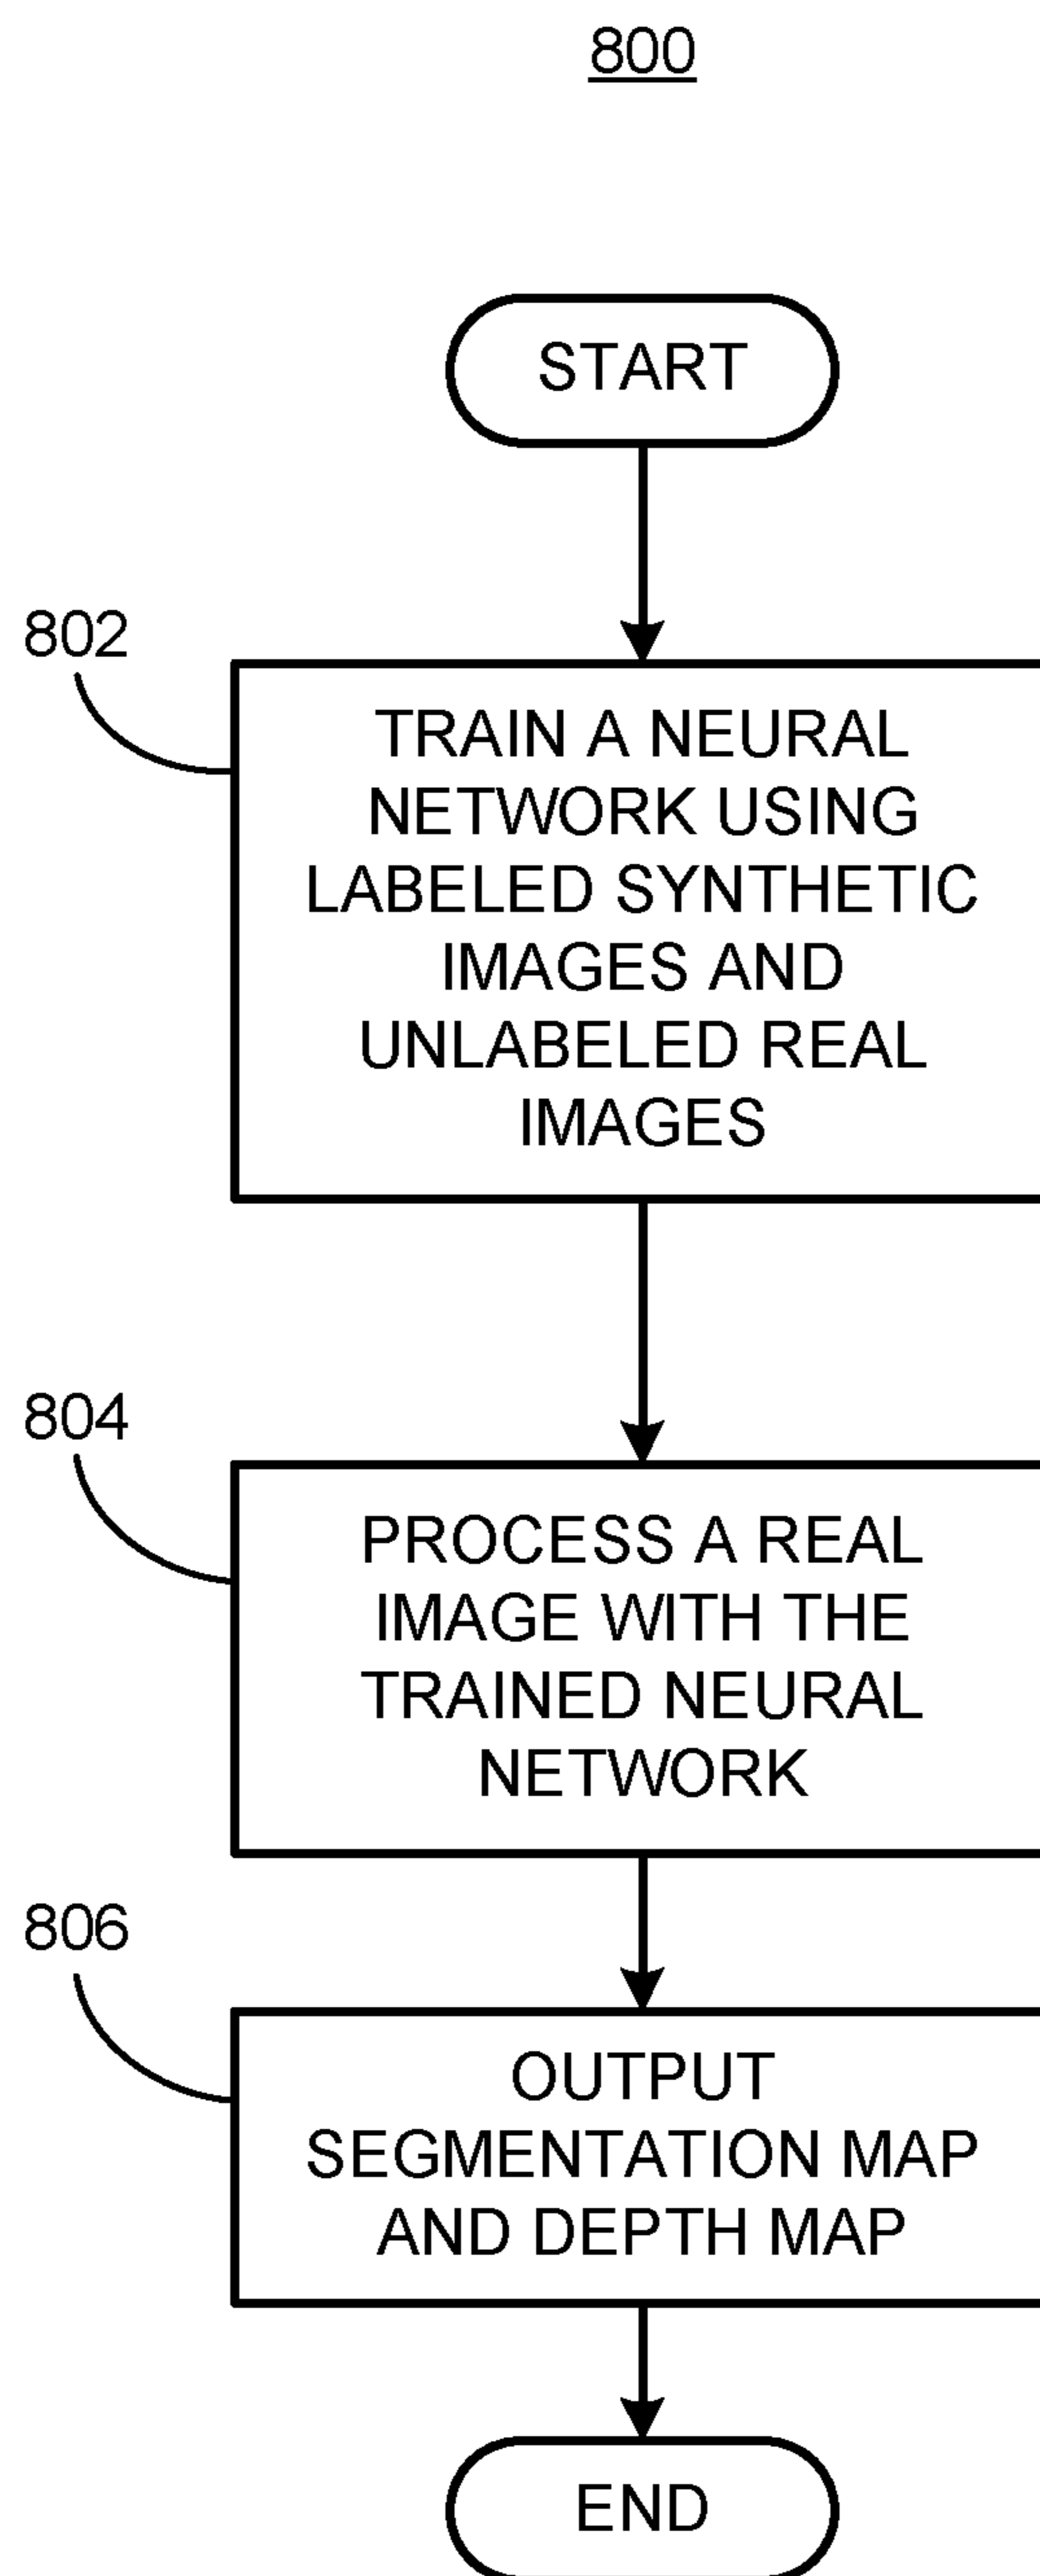 800
START
802
TRAIN A NEURAL
NETWORK USING
LABELED SYNTHETIC
IMAGES AND
UNLABELED REAL
IMAGES
804
PROCESS A REAL
IMAGE WITH THE
TRAINED NEURAL
NETWORK
806
OUTPUT
SEGMENTATION MAP
AND DEPTH MAP
END